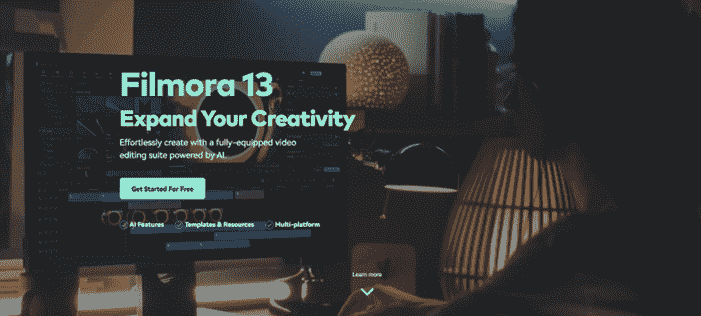 Filmora 13
Expand Your Creativity
Effortlessly create with a fully-equipped video
editing suite powered by AI.
Get Started For Free
AI Features Templates & Resources Multi-platform
Learn more